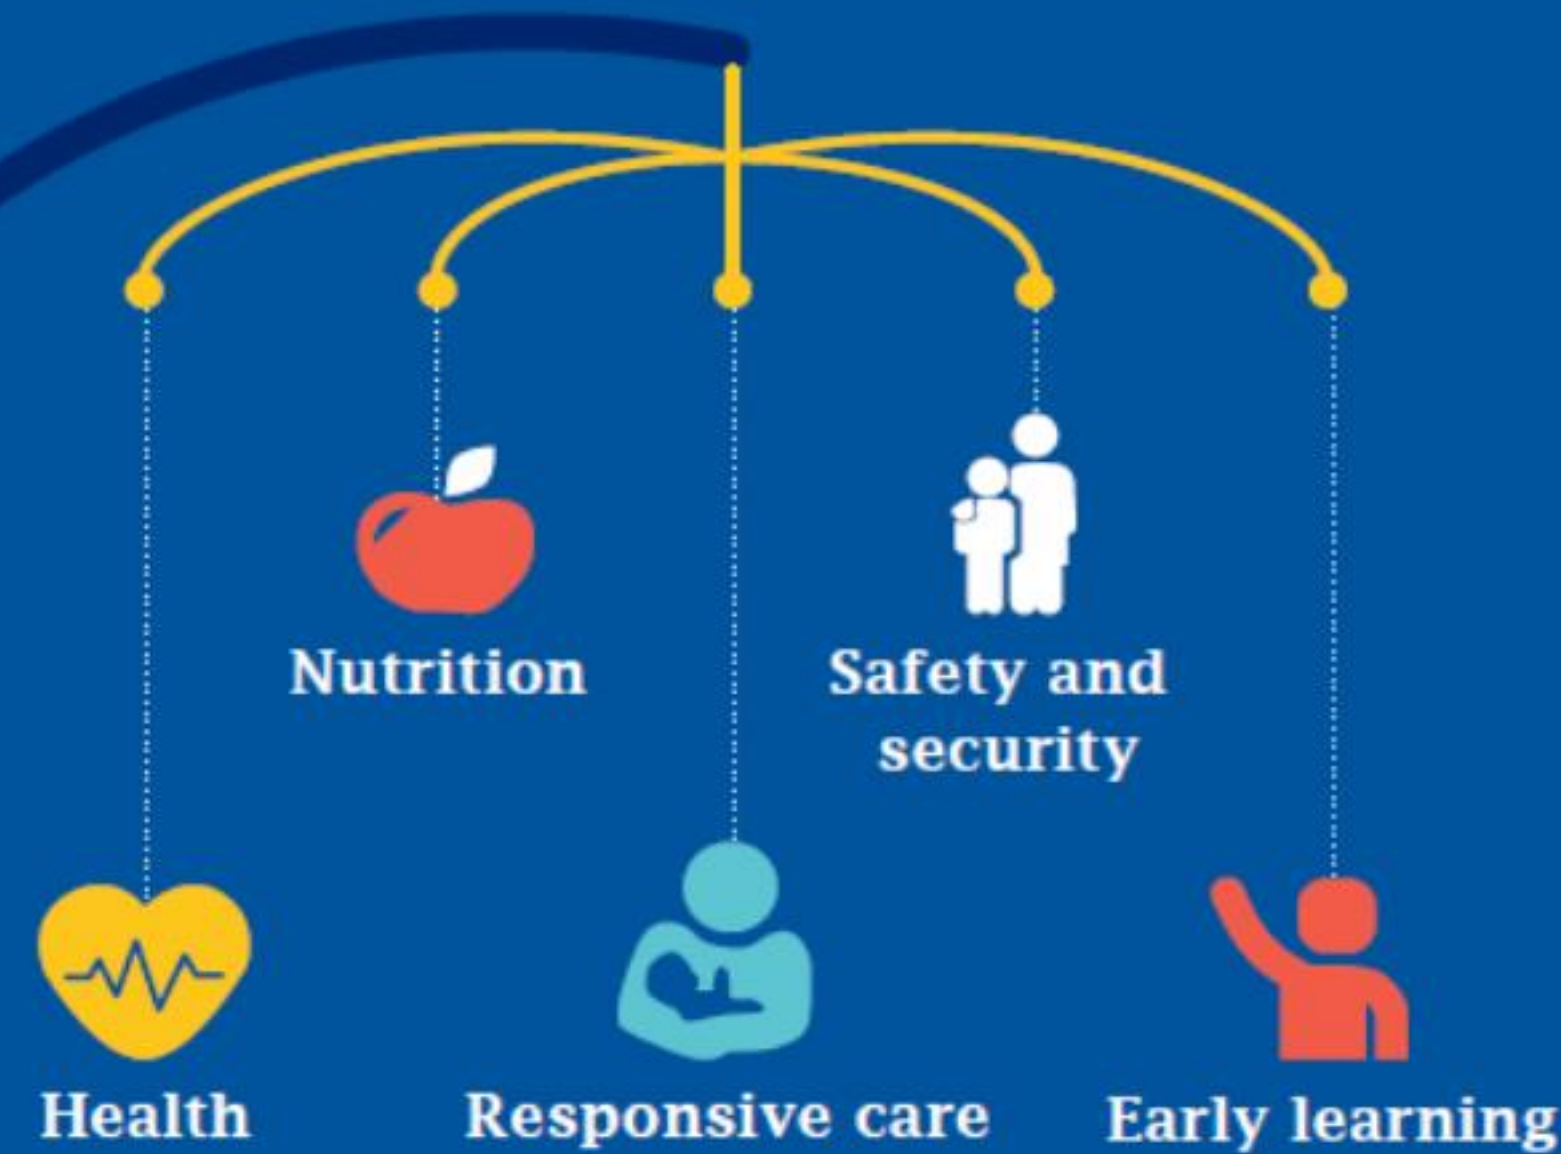 Nutrition
Safety and
security
Health
Responsive care
Early learning